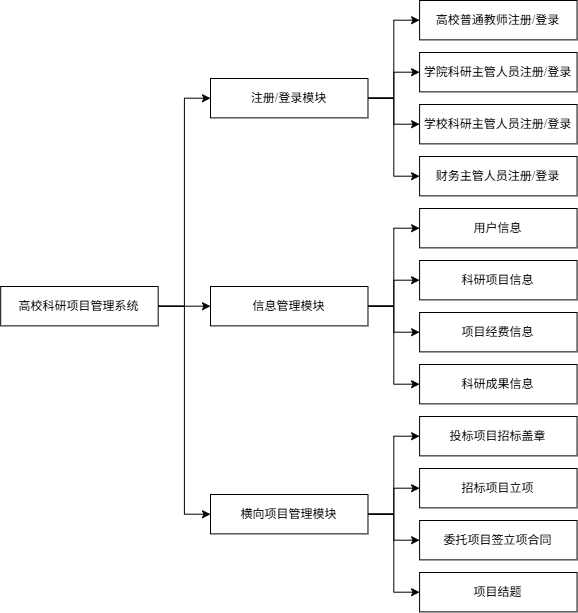 高校科研项目管理系统
注册/登录模块
高校普通教师注册/登录
学院科研主管人员注册/登录
学校科研主管人员注册/登录
财务主管人员注册/登录
信息管理模块
用户信息
科研项目信息
项目经费信息
科研成果信息
横向项目管理模块
投标项目招标盖章
招标项目立项
委托项目签立项合同
项目结题